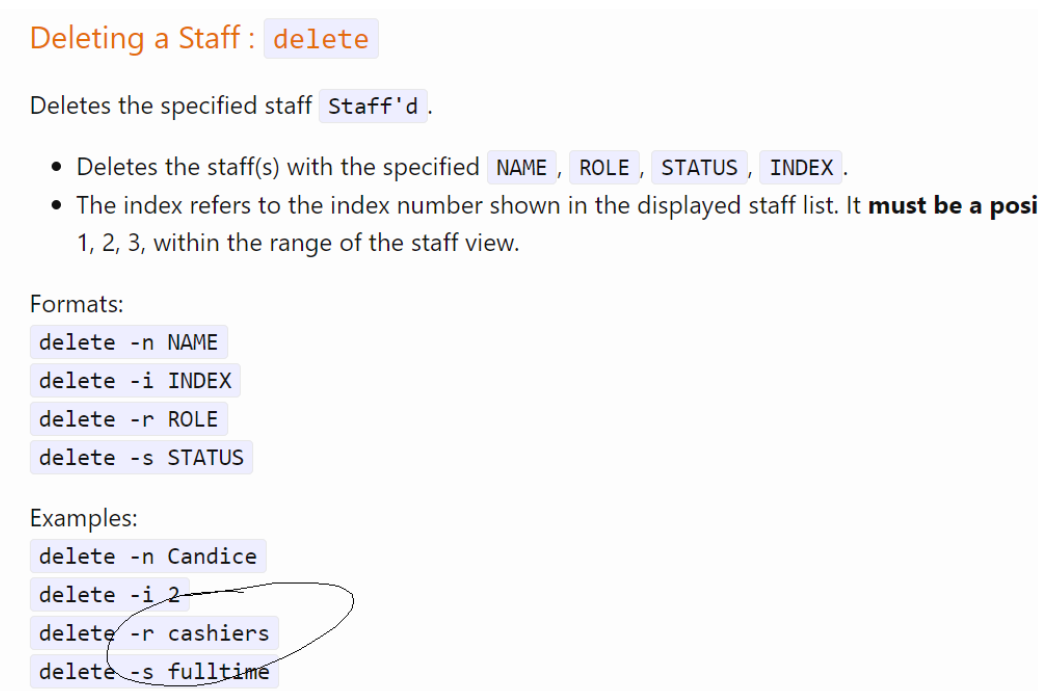 Deleting a Staff : delete
Deletes the specified staff Staff'd .
• Deletes the staff(s) with the specified NAME , ROLE , STATUS , INDEX .
• The index refers to the index number shown in the displayed staff list. It must be a posi
1, 2, 3, within the range of the staff view.
Formats:
delete -n NAME
delete -i INDEX
delete -r ROLE
delete -s STATUS
Examples:
delete -n Candice
delete -i 2
delete -r cashiers
delete -s fulltime